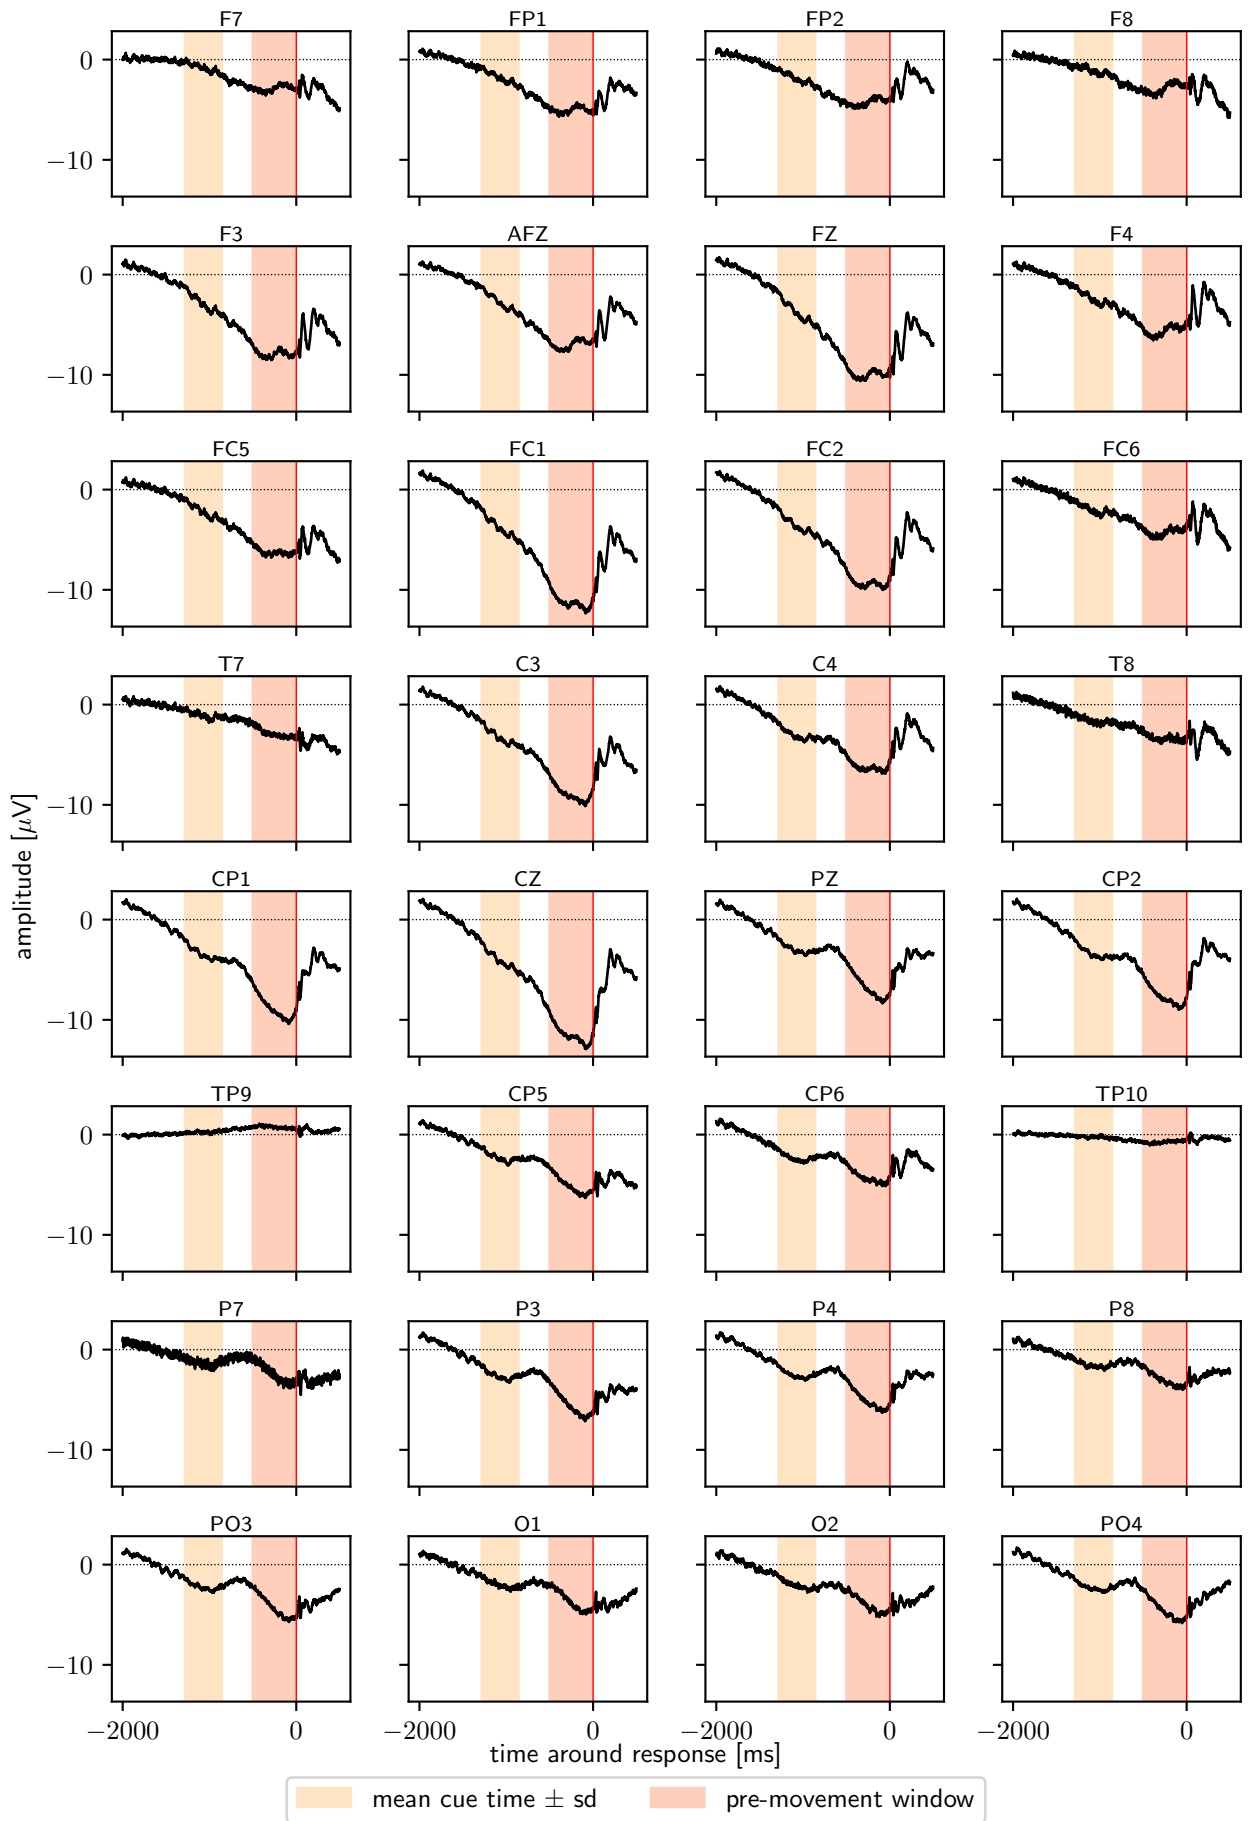 F7 FP1 FP2 F8
0
−10
F3 AFZ FZ F4
0
−10
FC5 FC1 FC2 FC6
0
−10
T7 C3 C4 T8
0
−10
amplitude [μV]
CP1 CZ PZ CP2
0
−10
TP9 CP5 CP6 TP10
0
−10
P7 P3 P4 P8
0
−10
PO3 O1 O2 PO4
0
−10
−2000 0 −2000 0 −2000 0 −2000 0
time around response [ms]
mean cue time ± sd pre-movement window